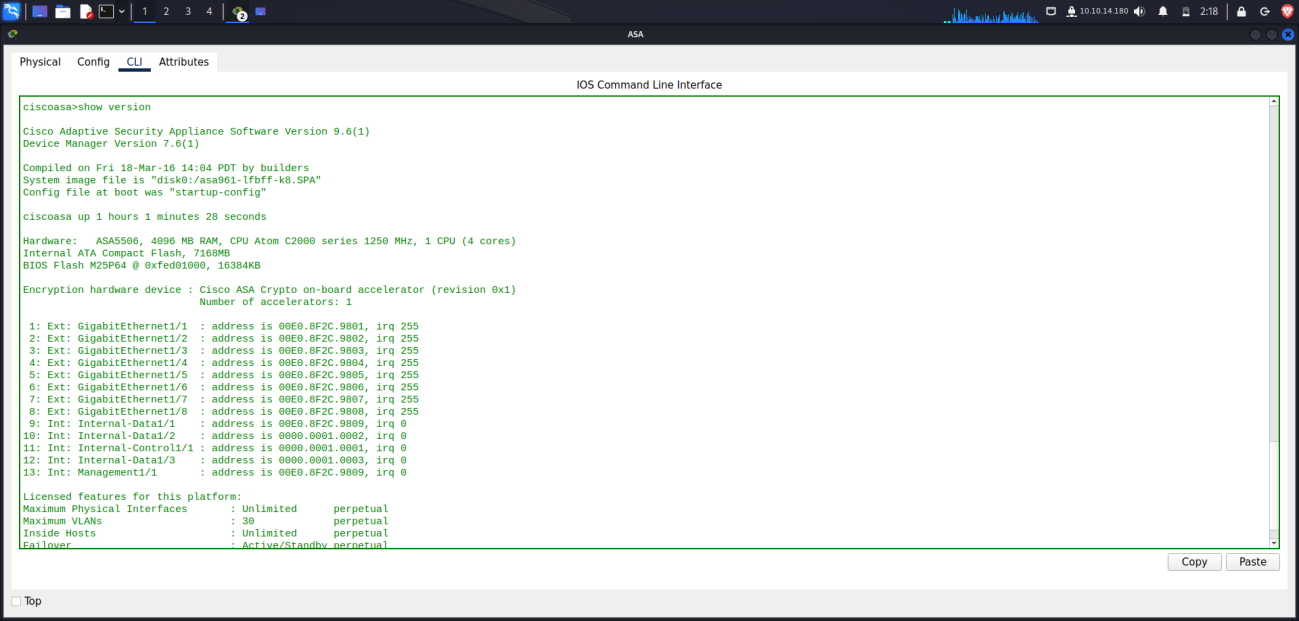 1 2 3 4 2 10.10.14.180 2:18
ASA
Physical Config CLI Attributes
IOS Command Line Interface
ciscoasa>show version
Cisco Adaptive Security Appliance Software Version 9.6(1)
Device Manager Version 7.6(1)
Compiled on Fri 18-Mar-16 14:04 PDT by builders
System image file is "disk0:/asa961-lfbff-k8.SPA"
Config file at boot was "startup-config"
ciscoasa up 1 hours 1 minutes 28 seconds
Hardware:   ASA5506, 4096 MB RAM, CPU Atom C2000 series 1250 MHz, 1 CPU (4 cores)
Internal ATA Compact Flash, 7168MB
BIOS Flash M25P64 @ 0xfed01000, 16384KB
Encryption hardware device : Cisco ASA Crypto on-board accelerator (revision 0x1)
Number of accelerators: 1
1: Ext: GigabitEthernet1/1  : address is 00E0.8F2C.9801, irq 255
2: Ext: GigabitEthernet1/2  : address is 00E0.8F2C.9802, irq 255
3: Ext: GigabitEthernet1/3  : address is 00E0.8F2C.9803, irq 255
4: Ext: GigabitEthernet1/4  : address is 00E0.8F2C.9804, irq 255
5: Ext: GigabitEthernet1/5  : address is 00E0.8F2C.9805, irq 255
6: Ext: GigabitEthernet1/6  : address is 00E0.8F2C.9806, irq 255
7: Ext: GigabitEthernet1/7  : address is 00E0.8F2C.9807, irq 255
8: Ext: GigabitEthernet1/8  : address is 00E0.8F2C.9808, irq 255
9: Int: Internal-Data1/1    : address is 00E0.8F2C.9809, irq 0
10: Int: Internal-Data1/2    : address is 0000.0001.0002, irq 0
11: Int: Internal-Control1/1 : address is 0000.0001.0001, irq 0
12: Int: Internal-Data1/3    : address is 0000.0001.0003, irq 0
13: Int: Management1/1       : address is 00E0.8F2C.9809, irq 0
Licensed features for this platform:
Maximum Physical Interfaces       : Unlimited      perpetual
Maximum VLANs                     : 30             perpetual
Inside Hosts                      : Unlimited      perpetual
Failover                          : Active/Standby perpetual
Copy Paste
Top